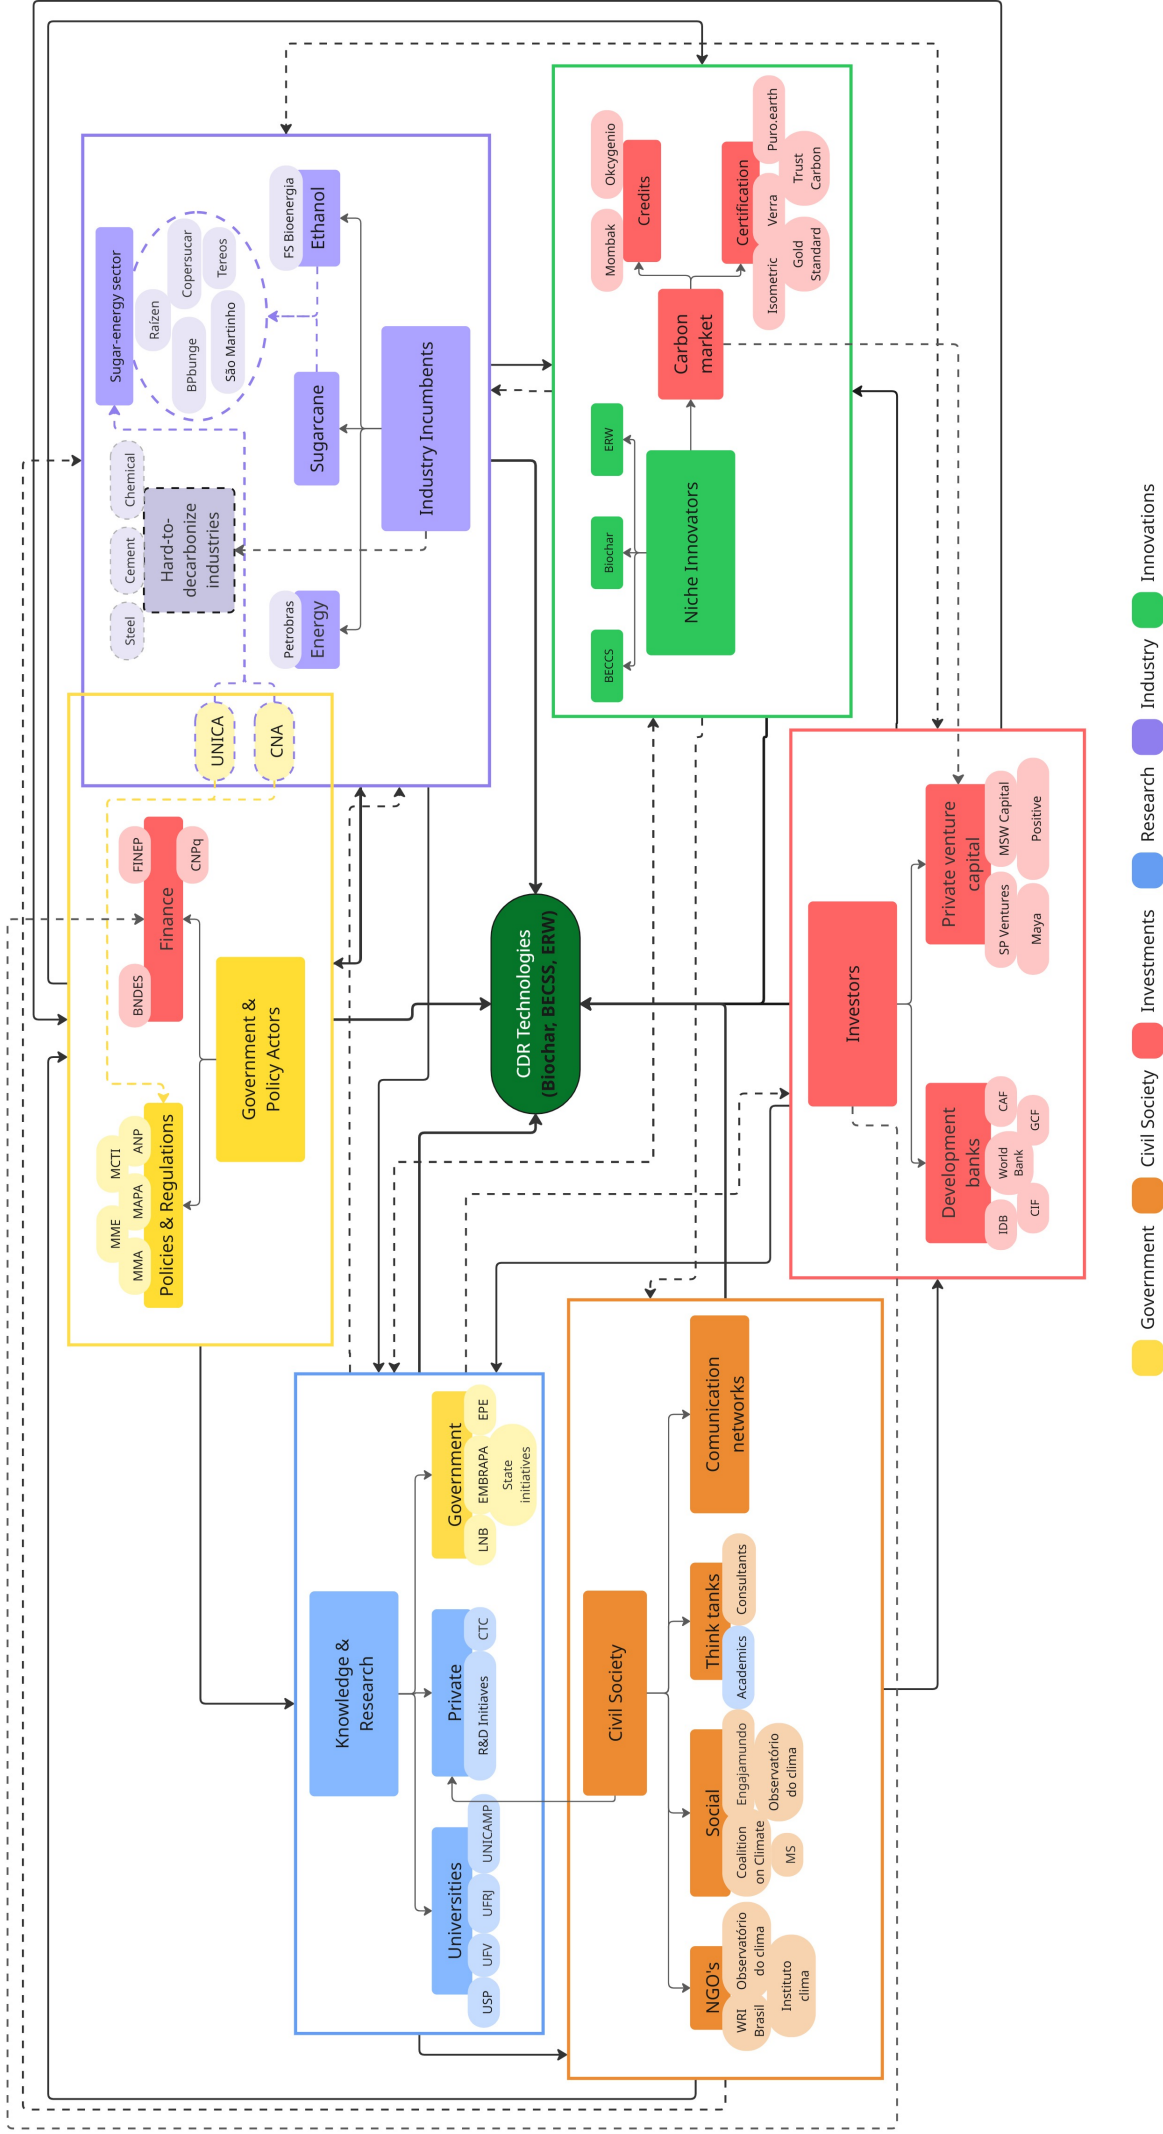 Policies & Regulations
MMA
MME
MAPA
MCTI
ANP
Finance
BNDES
FINEP
CNPq
Government &
Policy Actors
UNICA
CNA
Steel
Cement
Chemical
Hard-to-
decarbonize
industries
Sugar-energy sector
Raízen
Copersucar
BPbunge
Tereos
São Martinho
Petrobras
Energy
Sugarcane
FS Bioenergia
Ethanol
Industry Incumbents
Knowledge &
Research
Universities
USP
UFV
UFRJ
UNICAMP
Private
R&D Initiaves
CTC
Government
LNB
EMBRAPA
EPE
State
initiatives
CDR Technologies
(Biochar, BECSS, ERW)
BECCS
Biochar
ERW
Niche Innovators
Carbon
market
Mombak
Okcygenio
Credits
Certification
Isometric
Verra
Puro.earth
Gold
Standard
Trust
Carbon
Civil Society
NGO's
WRI
Brasil
Observatório
do clima
Instituto
clima
Social
Coalition
on Climate
Engajamundo
MS
Observatório
do clima
Think tanks
Academics
Consultants
Comunication
networks
Investors
Development
banks
IDB
World
Bank
CAF
CIF
GCF
Private venture
capital
SP Ventures
MSW Capital
Maya
Positive
Government
Civil Society
Investments
Research
Industry
Innovations